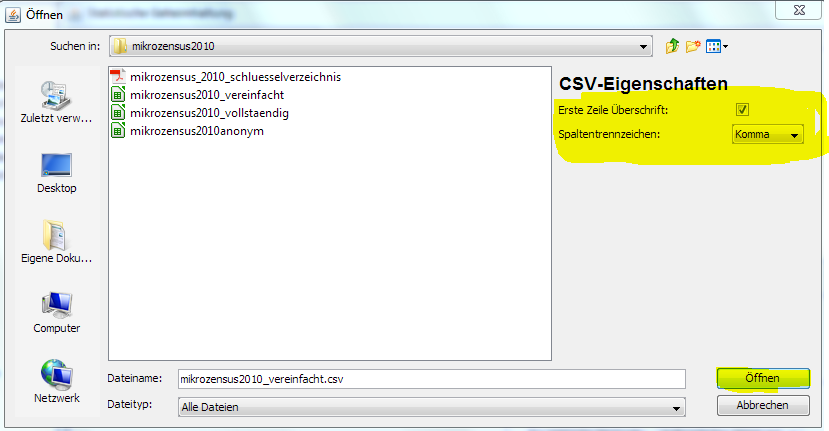 Öffnen
Suchen in:
mikrozensus2010
mikrozensus_2010_schluesselverzeichnis
mikrozensus2010_vereinfacht
mikrozensus2010_vollstaendig
mikrozensus2010anonym
Zuletzt verw...
Desktop
Eigene Doku...
Computer
Netzwerk
CSV-Eigenschaften
Erste Zeile Überschrift:
Spaltentrennzeichen:
Komma
Dateiname:
mikrozensus2010_vereinfacht.csv
Öffnen
Dateityp:
Alle Dateien
Abbrechen